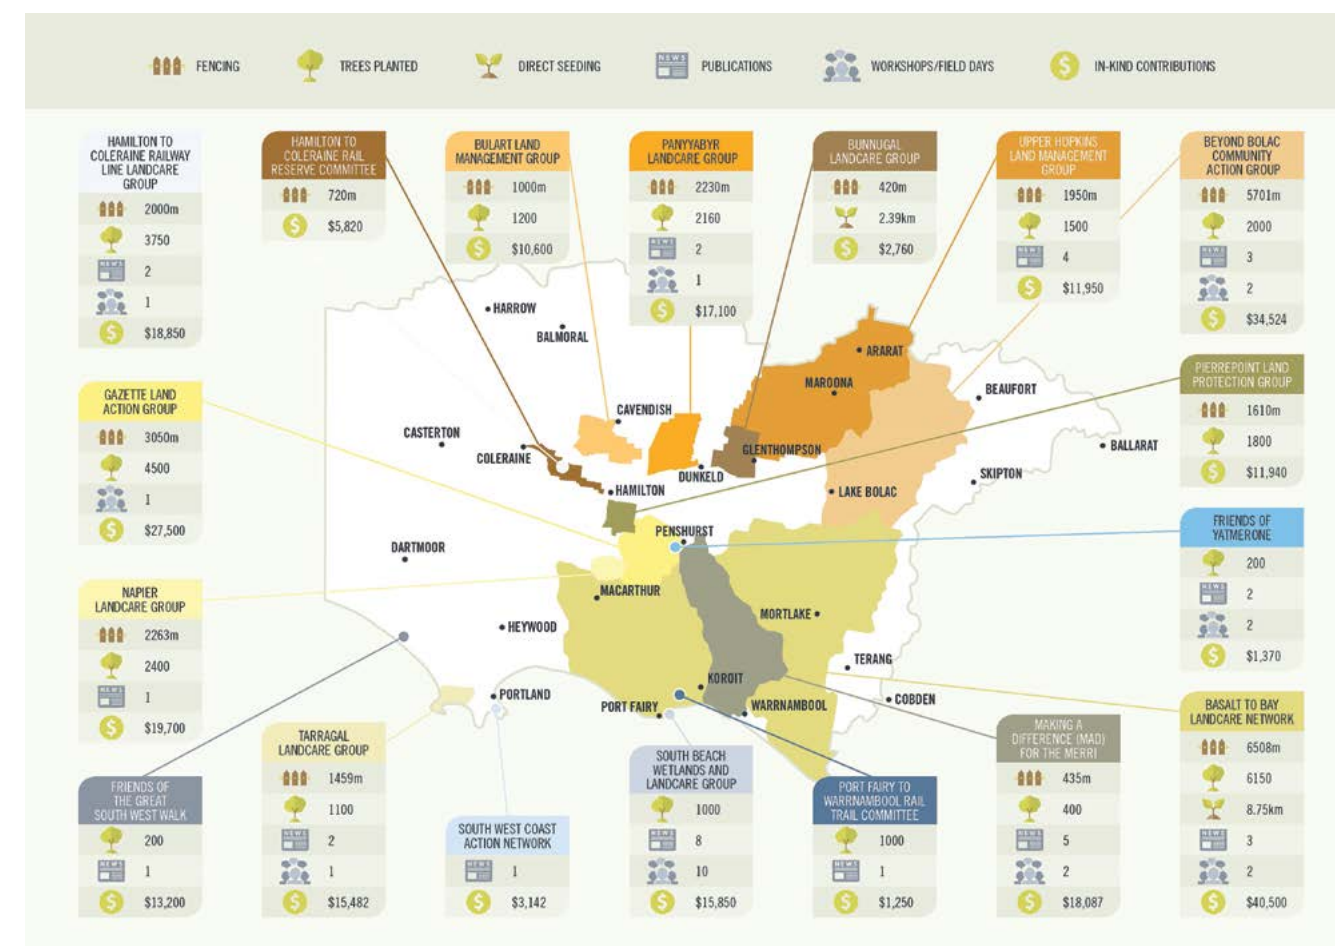 FENCING
TREES PLANTED
DIRECT SEEDING
PUBLICATIONS
WORKSHOPS/FIELD DAYS
IN-KIND CONTRIBUTIONS
HAMILTON TO
COLERAINE RAILWAY
LINE LANDCARE
GROUP
2000m
3750
2
1
$18,850
HAMILTON TO
COLERAINE RAIL
RESERVE COMMITTEE
720m
$5,820
BULART LAND
MANAGEMENT GROUP
1000m
1200
$10,600
PANYYABYR
LANDCARE GROUP
2230m
2160
2
1
$17,100
BUNNUGAL
LANDCARE GROUP
420m
2.39km
$2,760
UPPER HOPKINS
LAND MANAGEMENT
GROUP
1950m
1500
4
$11,950
BEYOND BOLAC
COMMUNITY
ACTION GROUP
5701m
2000
3
2
$34,524
GAZETTE LAND
ACTION GROUP
3050m
4500
1
$27,500
PIERREPOINT LAND
PROTECTION GROUP
1610m
1800
$11,940
NAPIER
LANDCARE GROUP
2263m
2400
1
$19,700
FRIENDS OF
YATMERONE
200
2
2
$1,370
FRIENDS OF
THE GREAT
SOUTH WEST WALK
200
1
$13,200
TARRAGAL
LANDCARE GROUP
1459m
1100
2
1
$15,482
SOUTH WEST COAST
ACTION NETWORK
1
$3,142
SOUTH BEACH
WETLANDS AND
LANDCARE GROUP
1000
8
10
$15,850
PORT FAIRY TO
WARRNAMBOOL RAIL
TRAIL COMMITTEE
1000
1
$1,250
MAKING A
DIFFERENCE (MAD)
FOR THE MERRI
435m
400
5
2
$18,087
BASALT TO BAY
LANDCARE NETWORK
6508m
6150
8.75km
3
2
$40,500
HARROW
BALMORAL
ARARAT
MAROONA
BEAUFORT
CAVENDISH
CASTERTON
COLERAINE
GLENTHOMPSON
BALLARAT
DUNKELD
SKIPTON
HAMILTON
LAKE BOLAC
PENSHURST
DARTMOOR
MACARTHUR
MORTLAKE
HEYWOOD
TERANG
KOROIT
PORTLAND
COBDEN
PORT FAIRY
WARRNAMBOOL